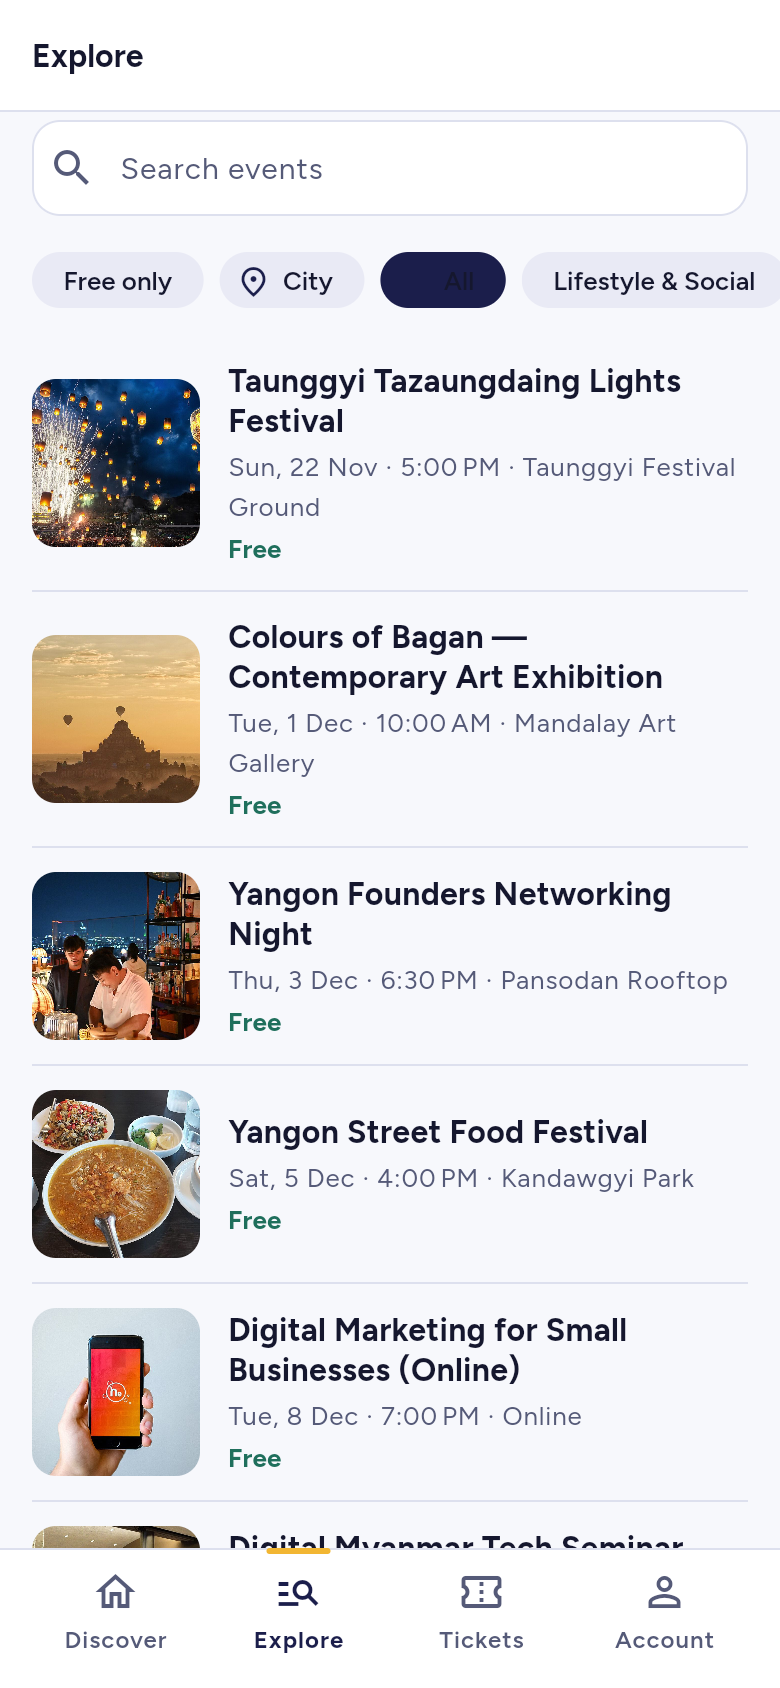 Explore
Search events
Free only
City
All
Lifestyle & Social
Taunggyi Tazaungdaing Lights
Festival
Sun, 22 Nov · 5:00 PM · Taunggyi Festival
Ground
Free
Colours of Bagan —
Contemporary Art Exhibition
Tue, 1 Dec · 10:00 AM · Mandalay Art
Gallery
Free
Yangon Founders Networking
Night
Thu, 3 Dec · 6:30 PM · Pansodan Rooftop
Free
Yangon Street Food Festival
Sat, 5 Dec · 4:00 PM · Kandawgyi Park
Free
Digital Marketing for Small
Businesses (Online)
Tue, 8 Dec · 7:00 PM · Online
Free
Digital Myanmar Tech Seminar
Discover
Explore
Tickets
Account